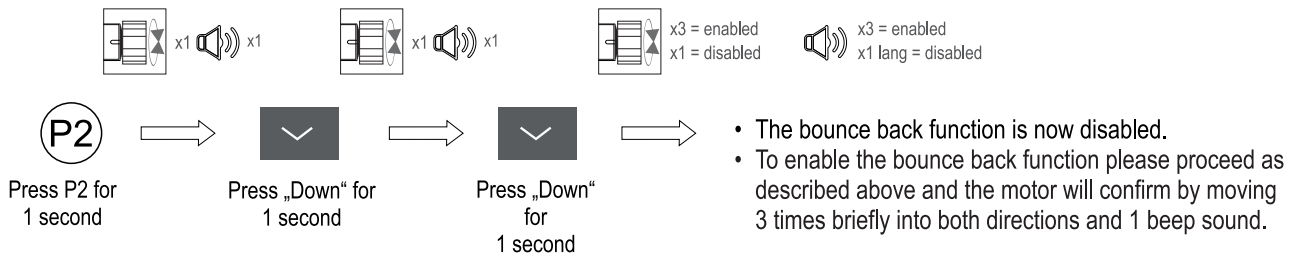 x1 x1
x1 x1
x3 = enabled
x1 = disabled
x3 = enabled
x1 lang = disabled
P2
Press P2 for
1 second
Press „Down“ for
1 second
Press „Down“
for
1 second
• The bounce back function is now disabled.
• To enable the bounce back function please proceed as
described above and the motor will confirm by moving
3 times briefly into both directions and 1 beep sound.